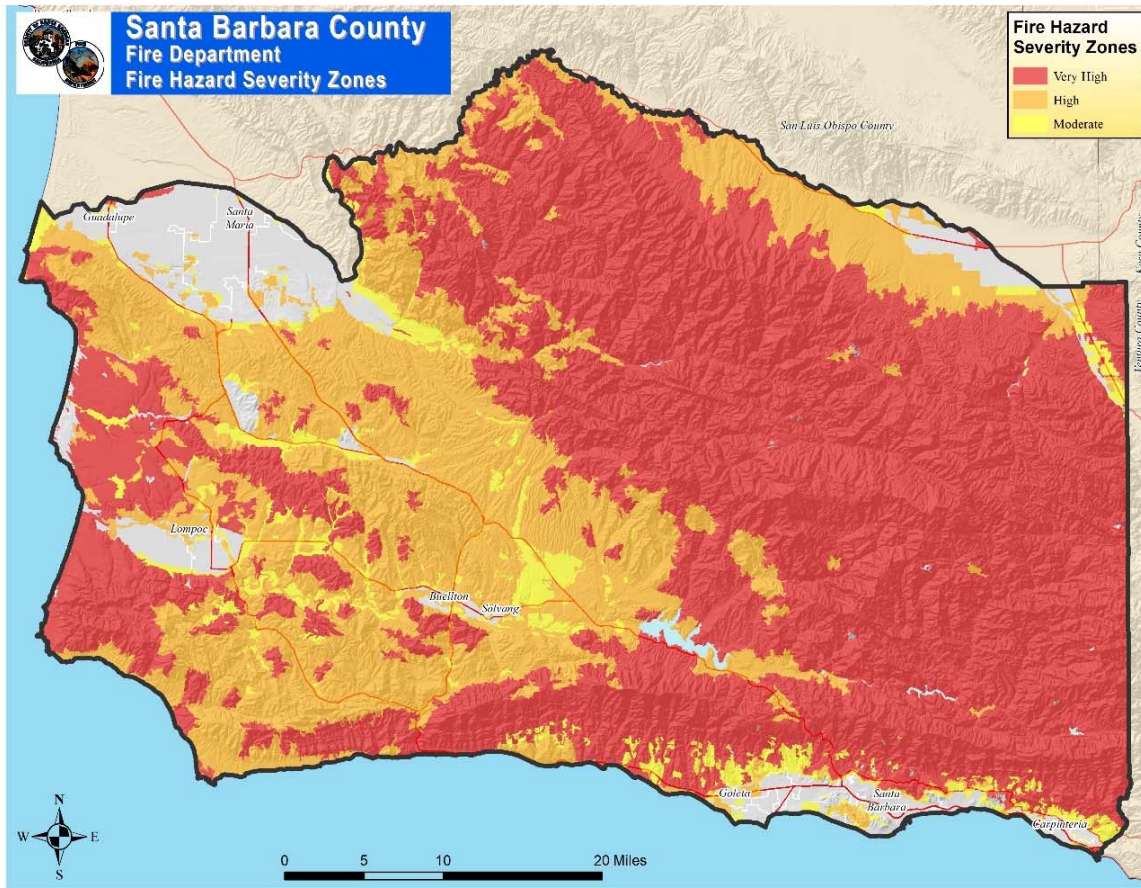 Santa Barbara County
Fire Department
Fire Hazard Severity Zones
Fire Hazard
Severity Zones
Very High
High
Moderate
San Luis Obispo County
Kern County
Ventura County
Guadalupe
Santa
Maria
Lompoc
Buellton
Solvang
Goleta
Santa
Barbara
Carpinteria
N
W
E
S
0
5
10
20 Miles